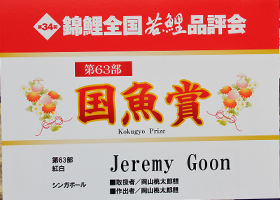 第34回 錦鯉全国若鯉品評会
第63部
国魚賞
Kokugyo Prize
第63部
紅白
Jeremy Goon
シンガポール
■取扱者／岡山桃太郎鯉
■作出者／岡山桃太郎鯉